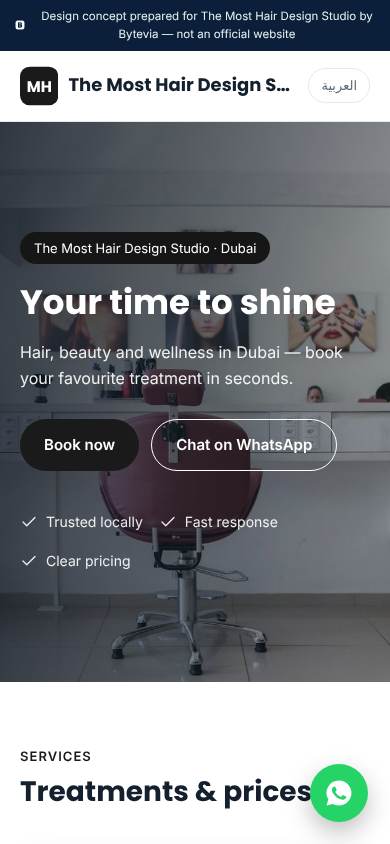 Design concept prepared for The Most Hair Design Studio by
Bytevia — not an official website
MH
The Most Hair Design S...
العربية
The Most Hair Design Studio · Dubai
Your time to shine
Hair, beauty and wellness in Dubai — book
your favourite treatment in seconds.
Book now
Chat on WhatsApp
Trusted locally
Fast response
Clear pricing
SERVICES
Treatments & prices